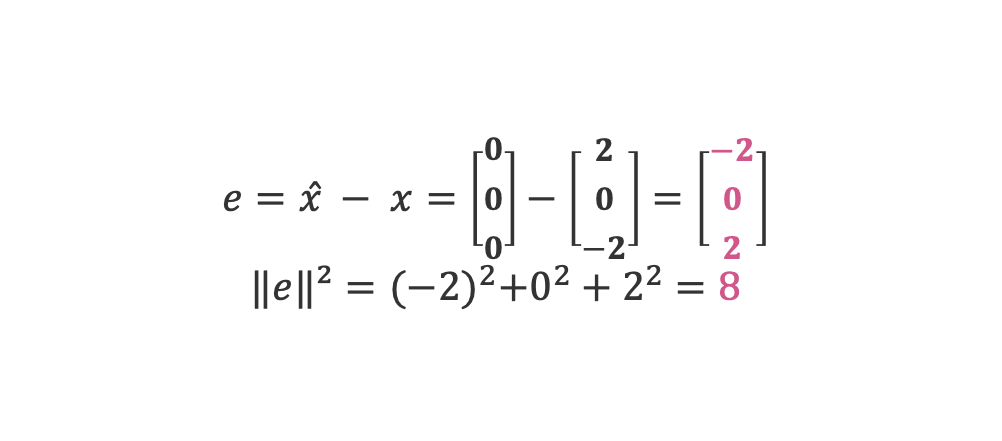 e = x̂ − x = [0 0 0] − [2 0 −2] = [−2 0 2]
‖e‖² = (−2)²+0² + 2² = 8